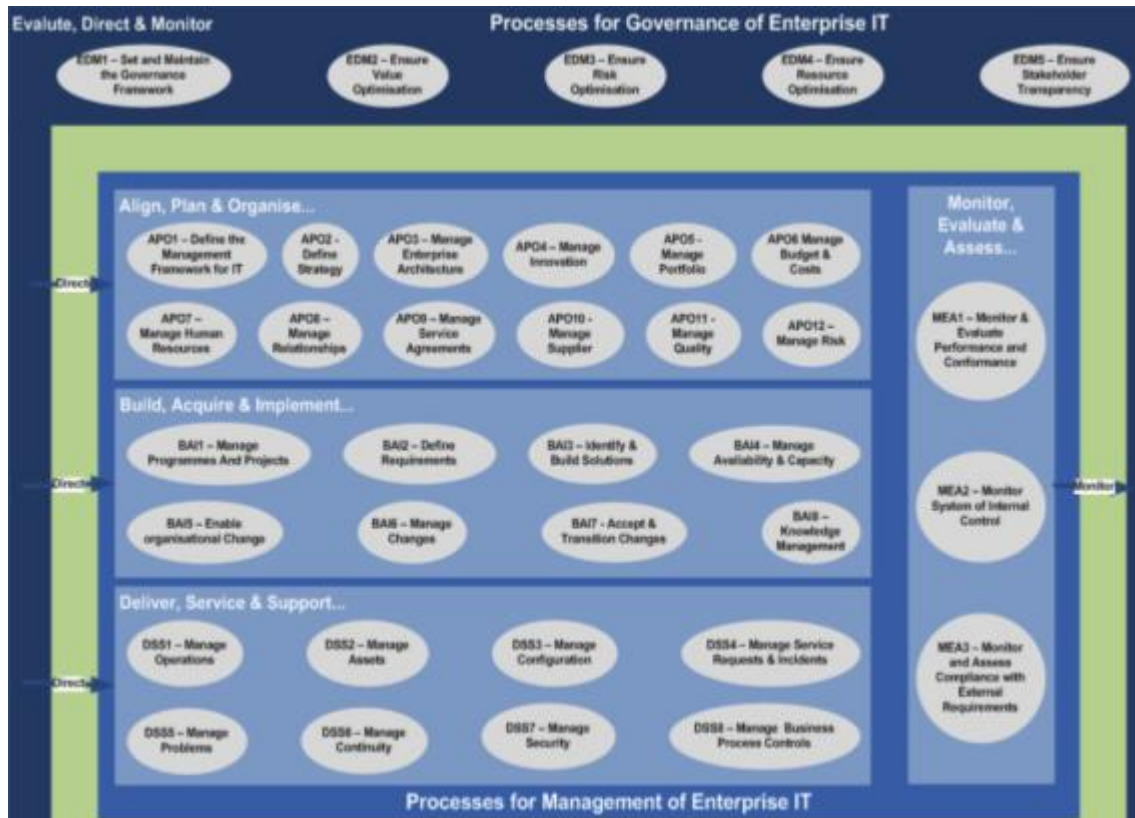 Evalute, Direct & Monitor
Processes for Governance of Enterprise IT
EDM1 – Set and Maintain
the Governance
Framework
EDM2 – Ensure
Value
Optimisation
EDM3 – Ensure
Risk
Optimisation
EDM4 – Ensure
Resource
Optimisation
EDM5 – Ensure
Stakeholder
Transparency
Align, Plan & Organise...
APO1 – Define the
Management
Framework for IT
APO2 -
Define
Strategy
APO3 – Manage
Enterprise
Architecture
APO4 – Manage
Innovation
APO5 -
Manage
Portfolio
APO6 Manage
Budget &
Costs
Direct
APO7 –
Manage Human
Resources
APO8 –
Manage
Relationships
APO9 – Manage
Service
Agreements
APO10 -
Manage
Supplier
APO11 -
Manage
Quality
APO12 –
Manage Risk
Build, Acquire & Implement...
BAI1 – Manage
Programmes And Projects
BAI2 – Define
Requirements
BAI3 – Identify &
Build Solutions
BAI4 – Manage
Availability & Capacity
Direct
BAI5 – Enable
organisational Change
BAI6 – Manage
Changes
BAI7 - Accept &
Transition Changes
BAI8 –
Knowledge
Management
Deliver, Service & Support...
DSS1 – Manage
Operations
DSS2 – Manage
Assets
DSS3 – Manage
Configuration
DSS4 – Manage Service
Requests & Incidents
Direct
DSS5 – Manage
Problems
DSS6 – Manage
Continuity
DSS7 – Manage
Security
DSS8 – Manage Business
Process Controls
Monitor,
Evaluate &
Assess...
MEA1 – Monitor &
Evaluate
Performance and
Conformance
MEA2 – Monitor
System of Internal
Control
Monitor
MEA3 – Monitor
and Assess
Compliance with
External
Requirements
Processes for Management of Enterprise IT